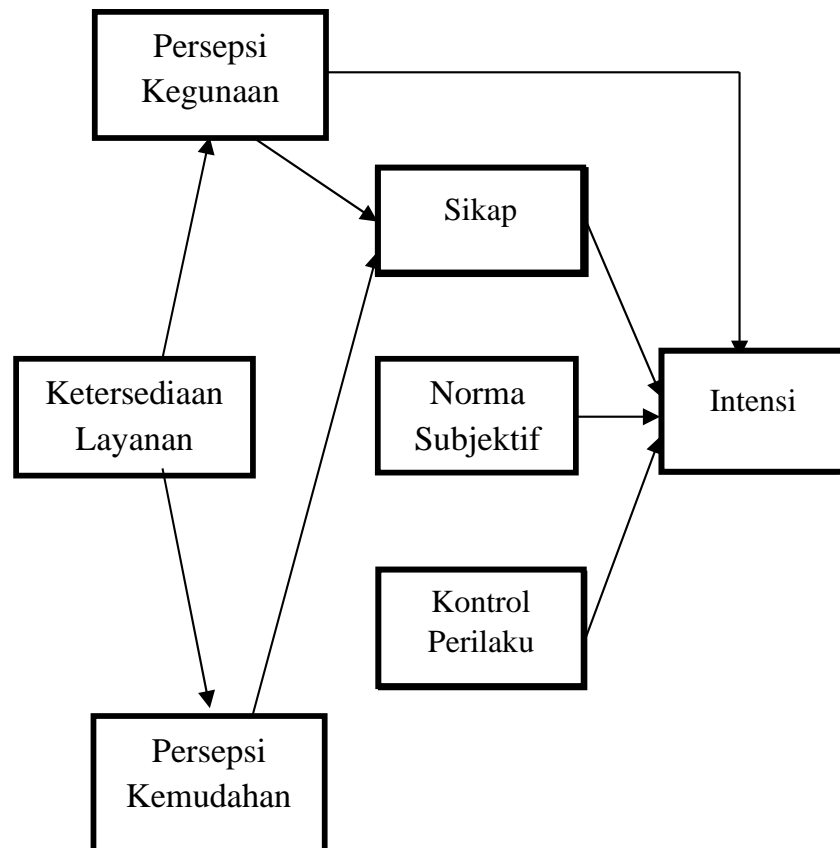 Persepsi
Kegunaan
Sikap
Ketersediaan
Layanan
Norma
Subjektif
Intensi
Kontrol
Perilaku
Persepsi
Kemudahan